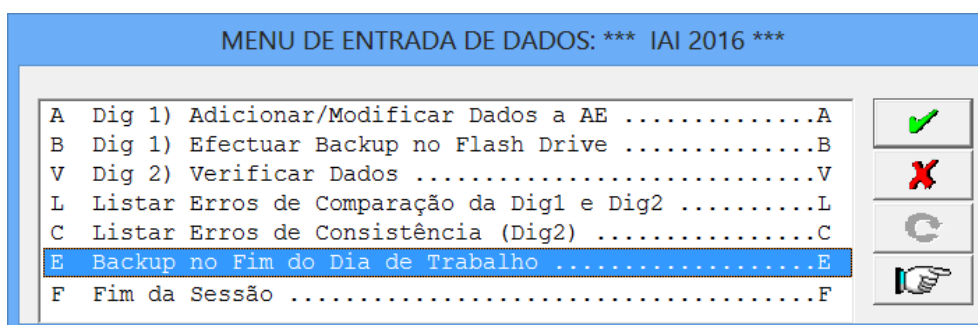 MENU DE ENTRADA DE DADOS: *** IAI 2016 ***
A Dig 1) Adicionar/Modificar Dados a AE ..............A
B Dig 1) Efectuar Backup no Flash Drive ..............B
V Dig 2) Verificar Dados .............................V
L Listar Erros de Comparação da Dig1 e Dig2 ..........L
C Listar Erros de Consistência (Dig2) ................C
E Backup no Fim do Dia de Trabalho ...................E
F Fim da Sessão ......................................F